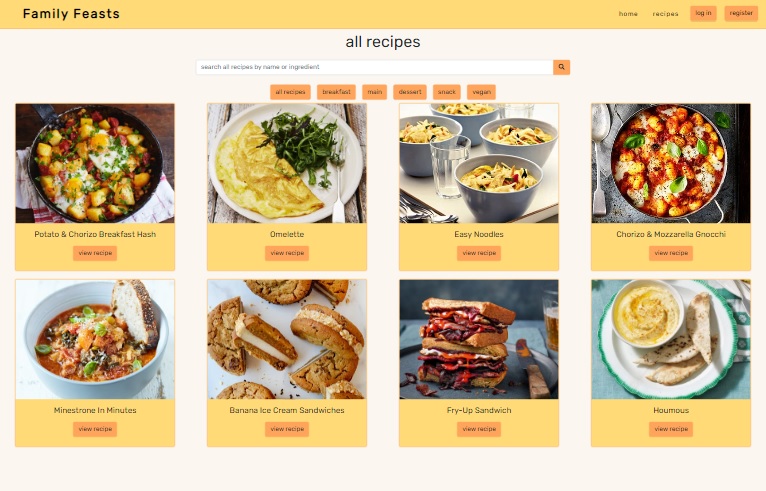 Family Feasts
home recipes log in register
all recipes
search all recipes by name or ingredient
all recipes breakfast main dessert snack vegan
Potato & Chorizo Breakfast Hash Omelette Easy Noodles Chorizo & Mozzarella Gnocchi
view recipe view recipe view recipe view recipe
Minestrone In Minutes Banana Ice Cream Sandwiches Fry-Up Sandwich Houmous
view recipe view recipe view recipe view recipe